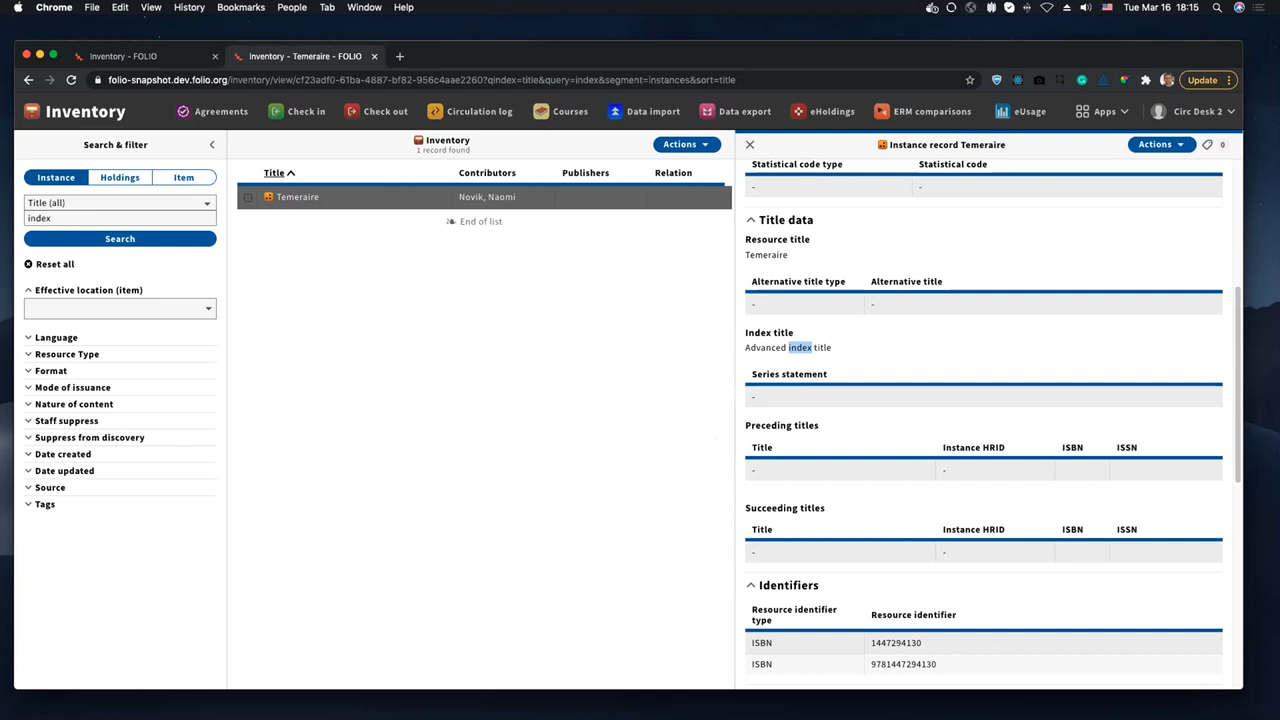 Chrome File Edit View History Bookmarks People Tab Window Help Tue Mar 16 18:15
Inventory - FOLIO Inventory - Temeraire - FOLIO
folio-snapshot.dev.folio.org/inventory/view/cf23adf0-61ba-4887-bf82-956c4aae2260?qindex=title&query=index&segment=instances&sort=title Update
Inventory Agreements Check in Check out Circulation log Courses Data import Data export eHoldings ERM comparisons eUsage Apps Circ Desk 2
Search & filter
Instance Holdings Item
Title (all)
index
Search
Reset all
Effective location (item)
Language
Resource Type
Format
Mode of issuance
Nature of content
Staff suppress
Suppress from discovery
Date created
Date updated
Source
Tags
Inventory
1 record found
Actions
Title Contributors Publishers Relation
Temeraire Novik, Naomi
End of list
Instance record Temeraire Actions 0
Statistical code type Statistical code
- -
Title data
Resource title
Temeraire
Alternative title type Alternative title
- -
Index title
Advanced index title
Series statement
-
Preceding titles
Title Instance HRID ISBN ISSN
- -
Succeeding titles
Title Instance HRID ISBN ISSN
- -
Identifiers
Resource identifier type Resource identifier
ISBN 1447294130
ISBN 9781447294130